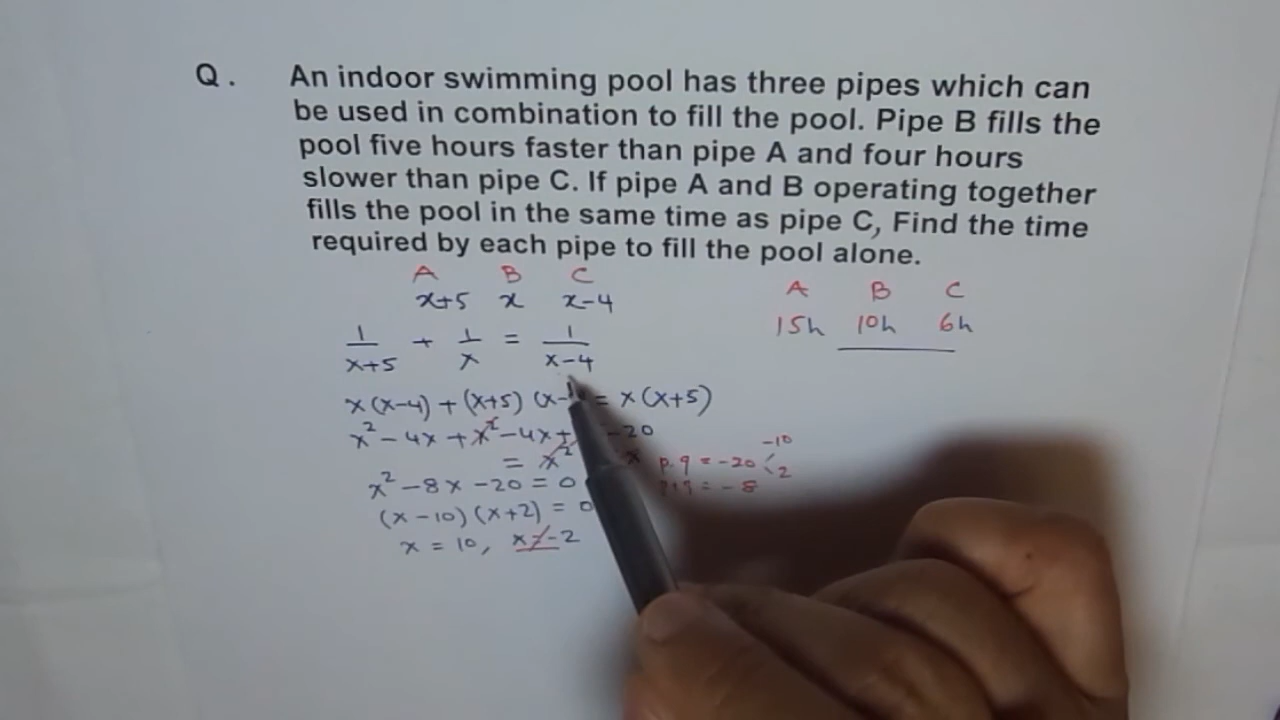 Q. An indoor swimming pool has three pipes which can
be used in combination to fill the pool. Pipe B fills the
pool five hours faster than pipe A and four hours
slower than pipe C. If pipe A and B operating together
fills the pool in the same time as pipe C, Find the time
required by each pipe to fill the pool alone.
A B C
x+5 x x-4
1/(x+5) + 1/x = 1/(x-4)
x(x-4) + (x+5) (x- = x(x+5)
x² - 4x + x² - 4x + -20
= x² x
x² - 8x - 20 = 0
(x - 10) (x + 2) = 0
x = 10, x = -2
p.q = -20 -10 2
= - 8
A B C
15h 10h 6h